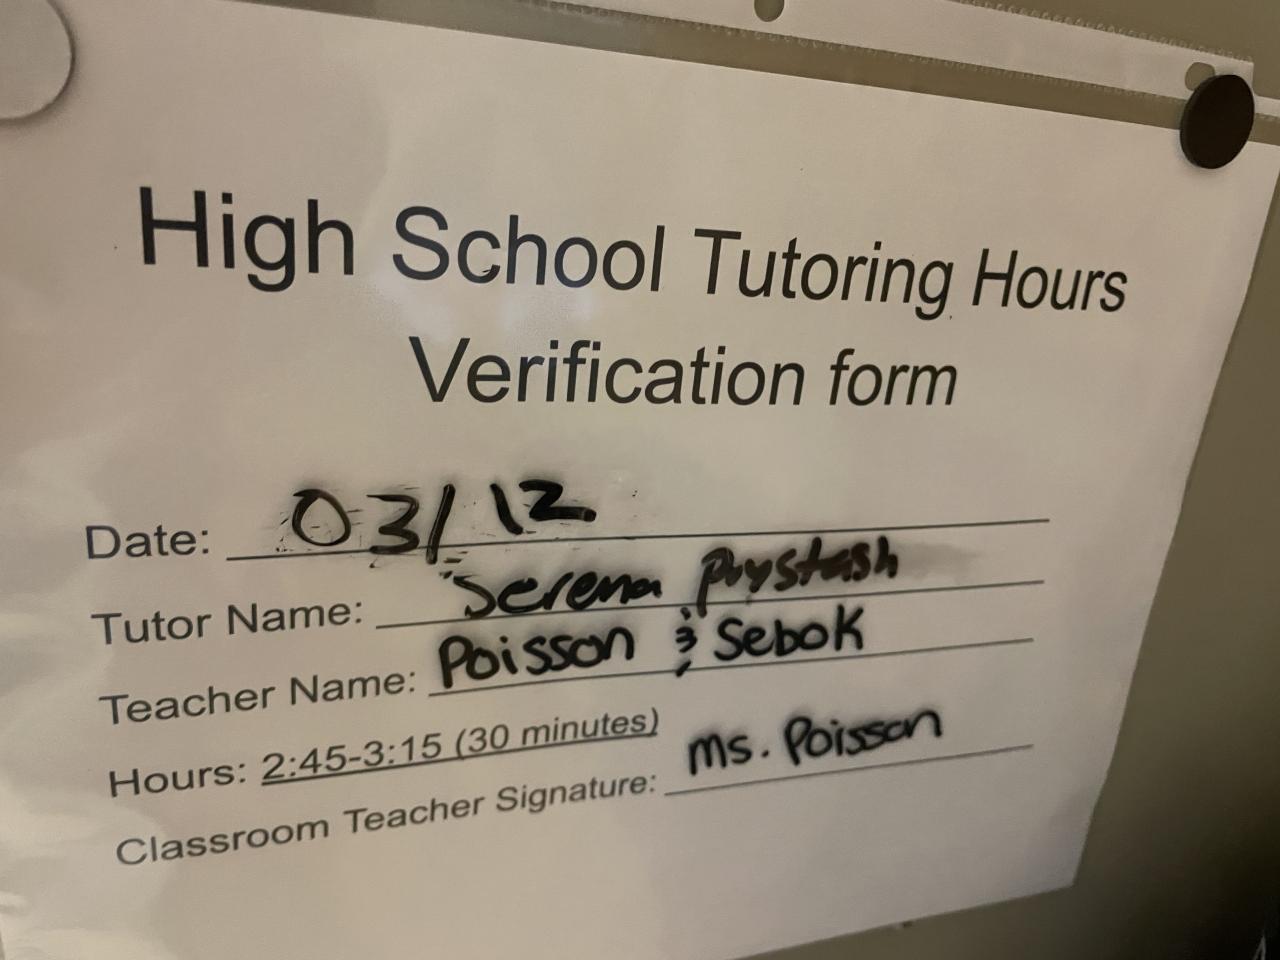 High School Tutoring Hours
Verification form
Date: 03/12
Tutor Name: Serena Prystash
Teacher Name: Poisson & Sebok
Hours: 2:45-3:15 (30 minutes)
Classroom Teacher Signature: Ms. Poisson